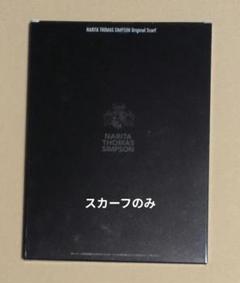 NARITA THOMAS SIMPSON Original Scarf
NARITA
THOMAS
SIMPSON
スカーフのみ